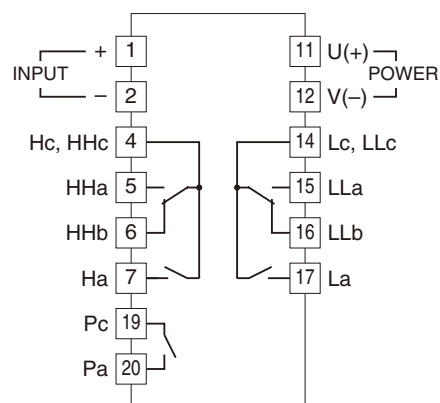 + 1 11 U(+)
INPUT POWER
– 2 12 V(–)
Hc, HHc 4 14 Lc, LLc
HHa 5 15 LLa
HHb 6 16 LLb
Ha 7 17 La
Pc 19
Pa 20